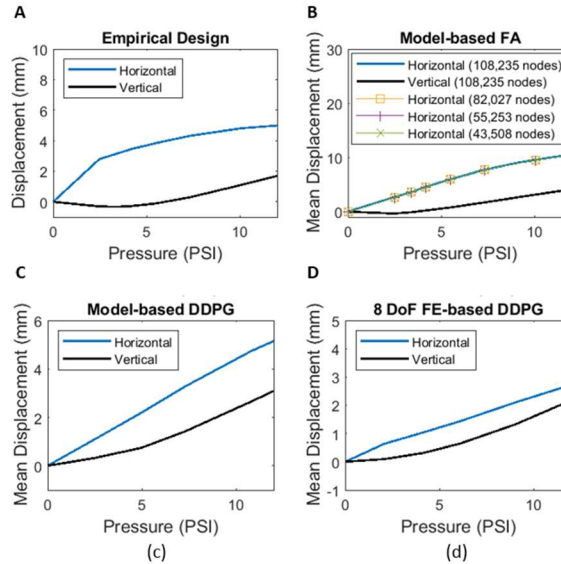 A
Empirical Design
Displacement (mm)
10
8
6
4
2
0
-2
Horizontal
Vertical
0
5
10
Pressure (PSI)
B
Model-based FA
Mean Displacement (mm)
30
20
10
0
Horizontal (108,235 nodes)
Vertical (108,235 nodes)
Horizontal (82,027 nodes)
Horizontal (55,253 nodes)
Horizontal (43,508 nodes)
0
5
10
Pressure (PSI)
C
Model-based DDPG
Mean Displacement (mm)
6
4
2
0
Horizontal
Vertical
0
5
10
Pressure (PSI)
(c)
D
8 DoF FE-based DDPG
Mean Displacement (mm)
5
4
3
2
1
0
-1
Horizontal
Vertical
0
5
10
Pressure (PSI)
(d)